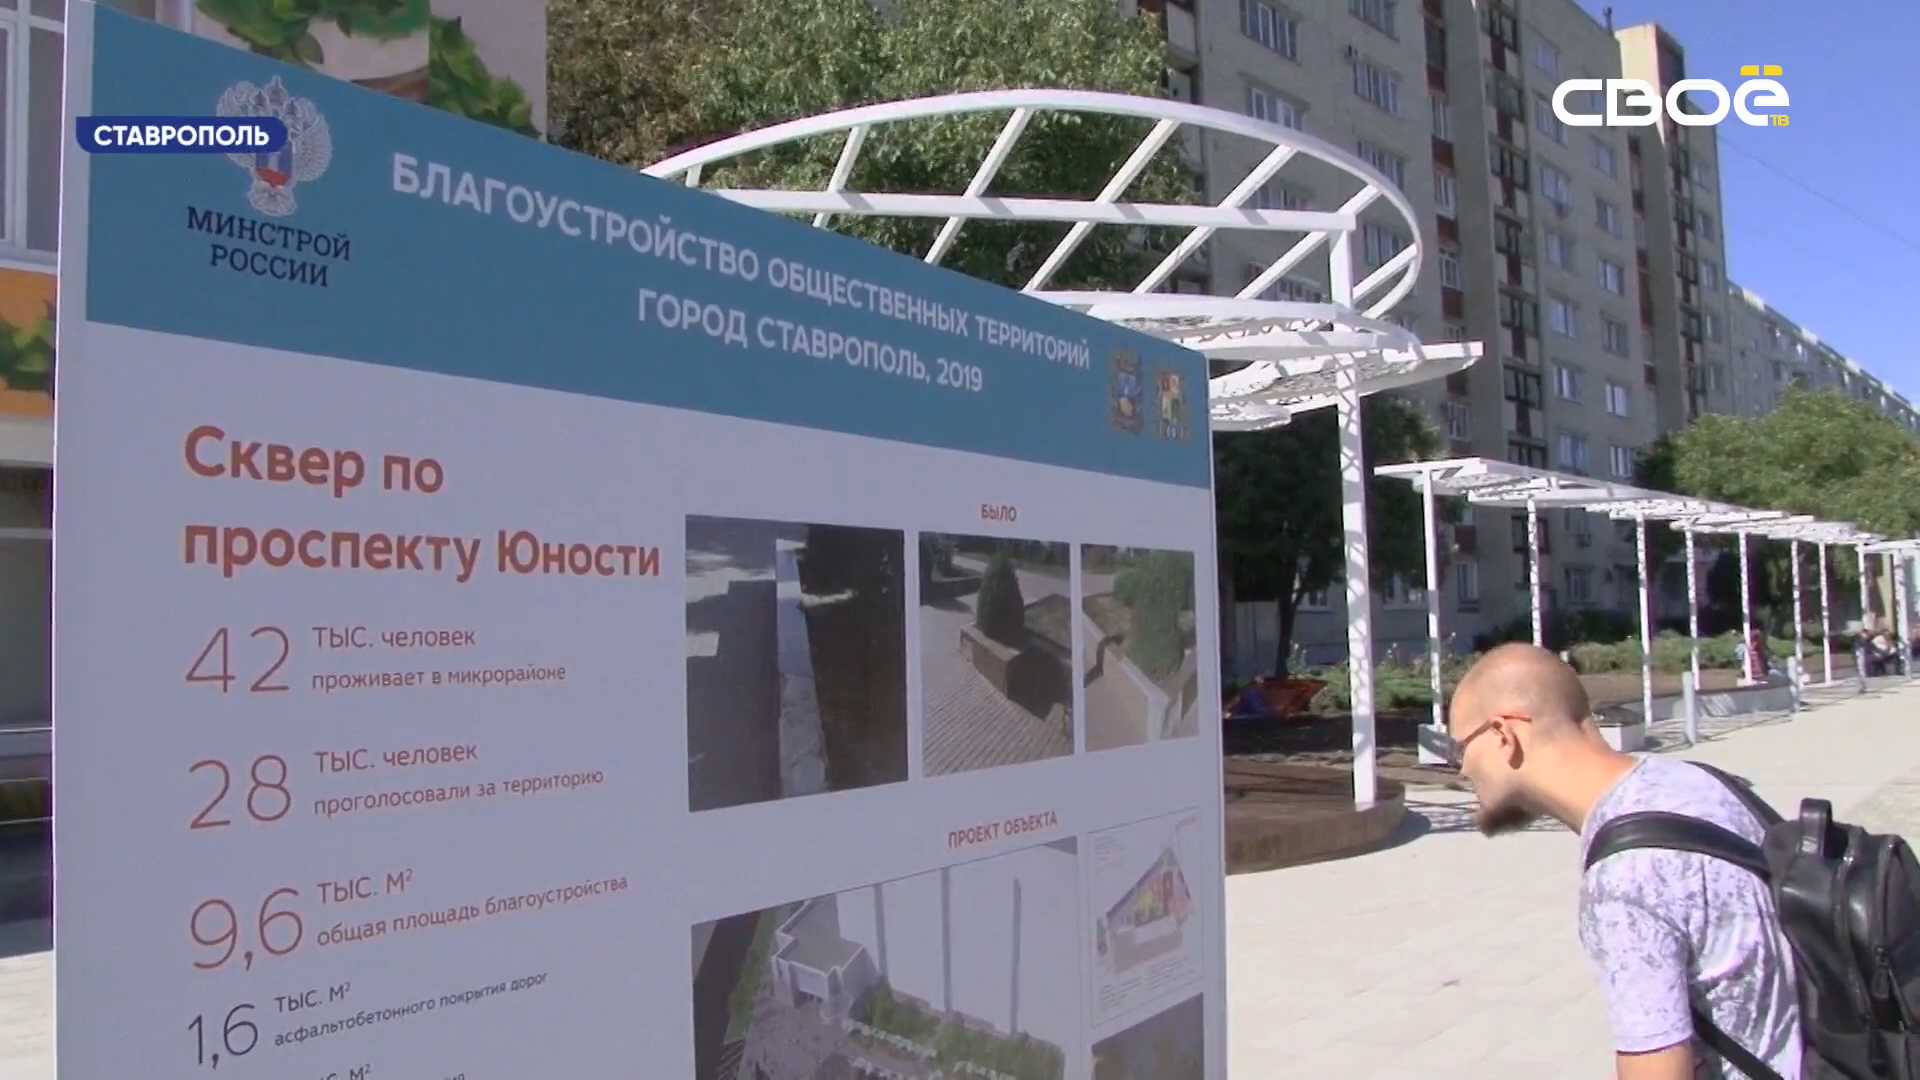 СТАВРОПОЛЬ
СВОЁ
ТВ
МИНСТРОЙ
РОССИИ
БЛАГОУСТРОЙСТВО ОБЩЕСТВЕННЫХ ТЕРРИТОРИЙ
ГОРОД СТАВРОПОЛЬ, 2019
Сквер по
проспекту Юности
42 ТЫС. человек
проживает в микрорайоне
28 ТЫС. человек
проголосовали за территорию
9,6 ТЫС. М²
общая площадь благоустройства
1,6 ТЫС. М²
асфальтобетонного покрытия дорог
М²
БЫЛО
ПРОЕКТ ОБЪЕКТА